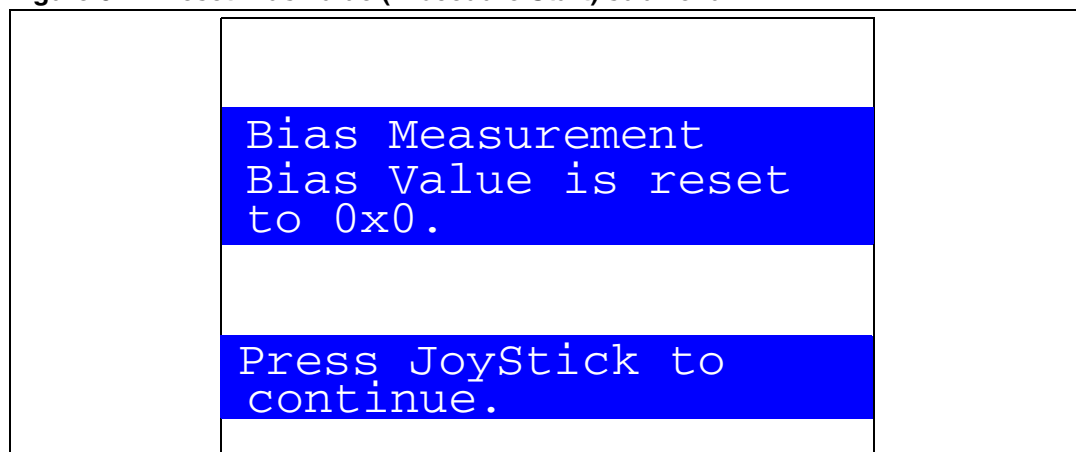 Bias Measurement
Bias Value is reset
to 0x0.
Press JoyStick to
continue.